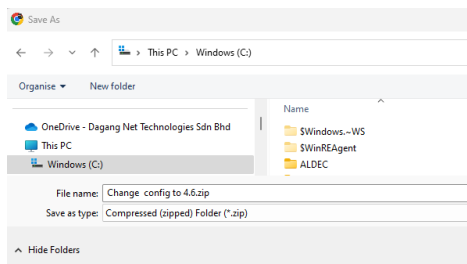 Save As
This PC > Windows (C:)
Organise New folder
Name
OneDrive - Dagang Net Technologies Sdn Bhd
$Windows.~WS
This PC
$WinREAgent
Windows (C:)
ALDEC
File name: Change config to 4.6.zip
Save as type: Compressed (zipped) Folder (*.zip)
Hide Folders